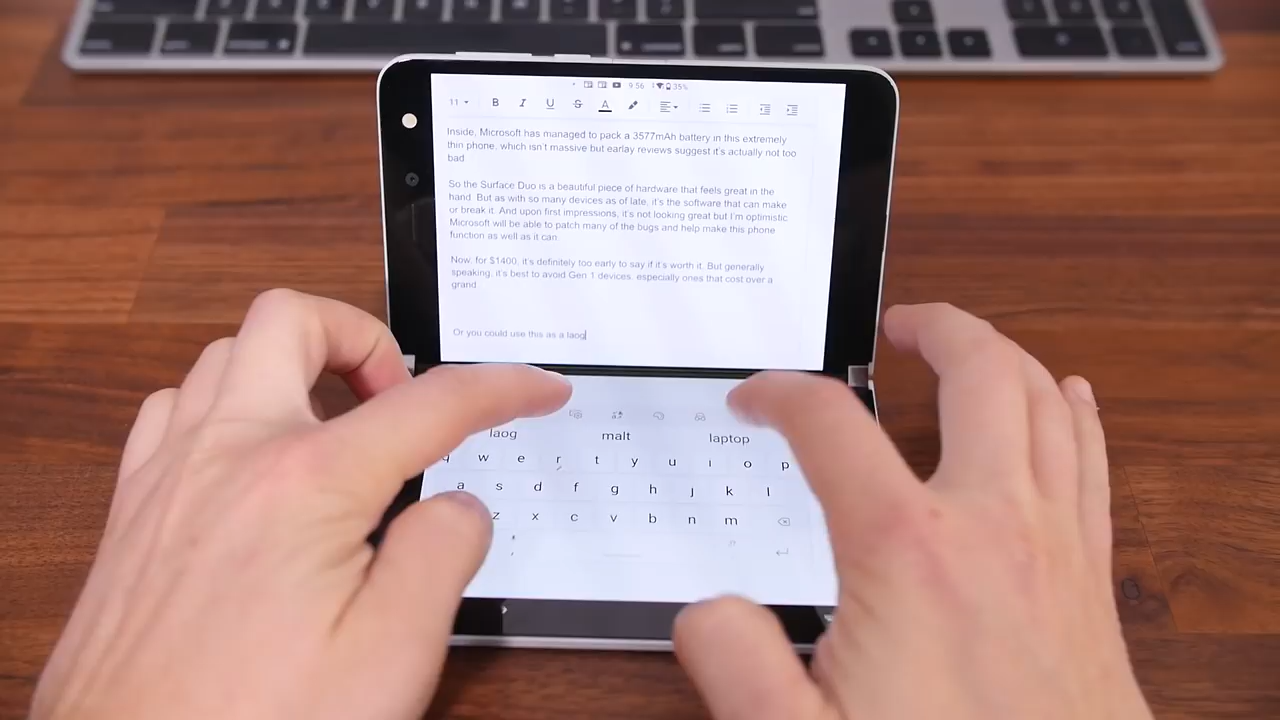 9:56 35%
11 B I U S A
Inside, Microsoft has managed to pack a 3577mAh battery in this extremely
thin phone, which isn't massive but earlay reviews suggest it's actually not too
bad
So the Surface Duo is a beautiful piece of hardware that feels great in the
hand. But as with so many devices as of late, it's the software that can make
or break it. And upon first impressions, it's not looking great but I'm optimistic
Microsoft will be able to patch many of the bugs and help make this phone
function as well as it can.
Now, for $1400, it's definitely too early to say if it's worth it. But generally
speaking, it's best to avoid Gen 1 devices, especially ones that cost over a
grand
Or you could use this as a laog
laog malt laptop
q w e r t y u i o p
a s d f g h j k l
z x c v b n m